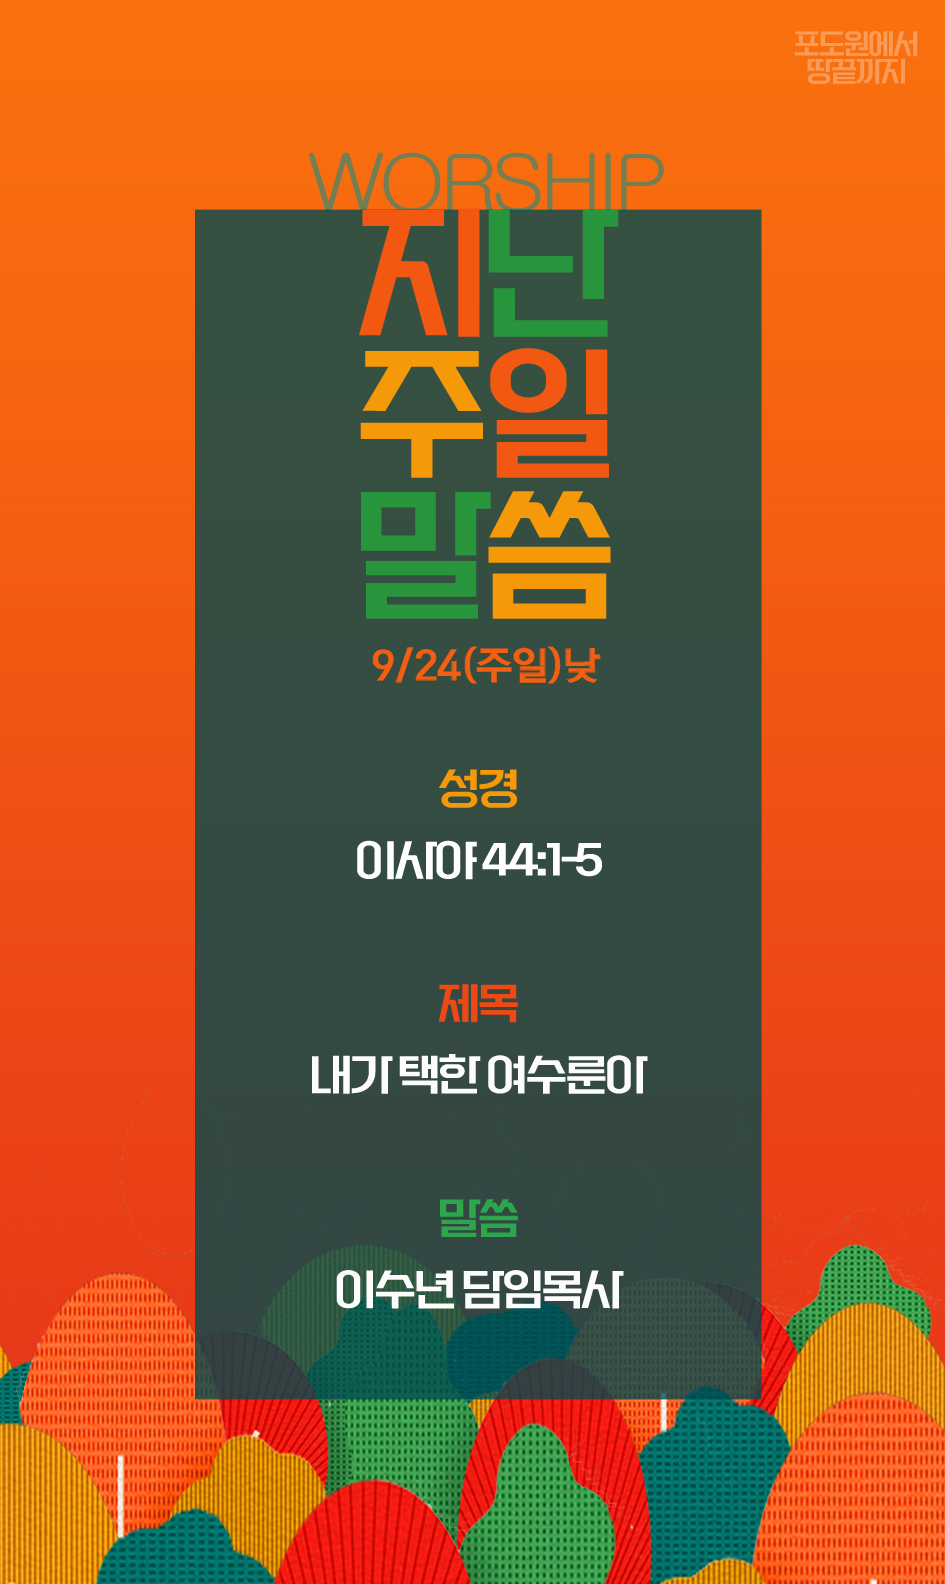 포도원에서
땅끝까지
WORSHIP
지난
주일
말씀
9/24(주일)낮
성경
이사야 44:1-5
제목
내가 택한 여수룬아
말씀
이수년 담임목사